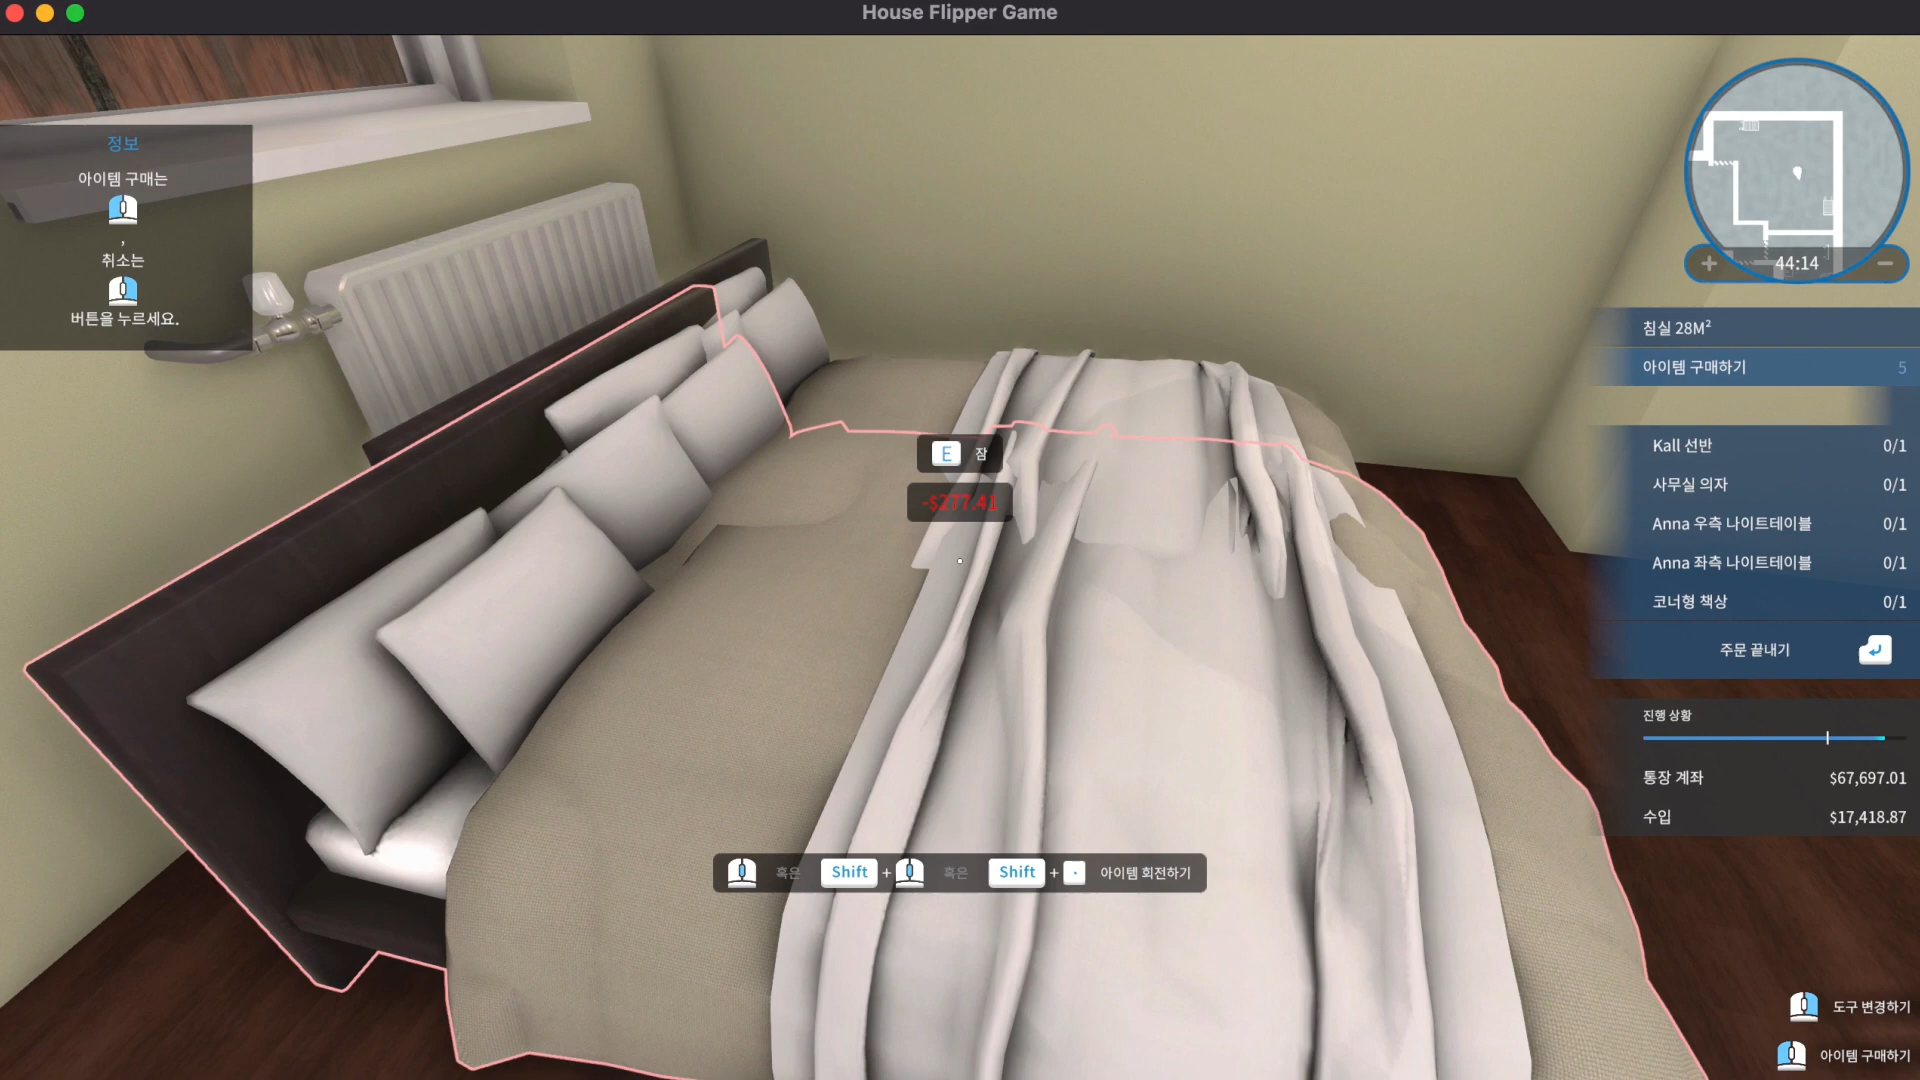 House Flipper Game
정보
아이템 구매는
,
취소는
버튼을 누르세요.
44:14
침실 28M²
아이템 구매하기 5
Kall 선반 0/1
사무실 의자 0/1
Anna 우측 나이트테이블 0/1
Anna 좌측 나이트테이블 0/1
코너형 책상 0/1
주문 끝내기
진행 상황
통장 계좌 $67,697.01
수입 $17,418.87
E 잠
-$277.41
혹은 Shift + 혹은 Shift + . 아이템 회전하기
도구 변경하기
아이템 구매하기